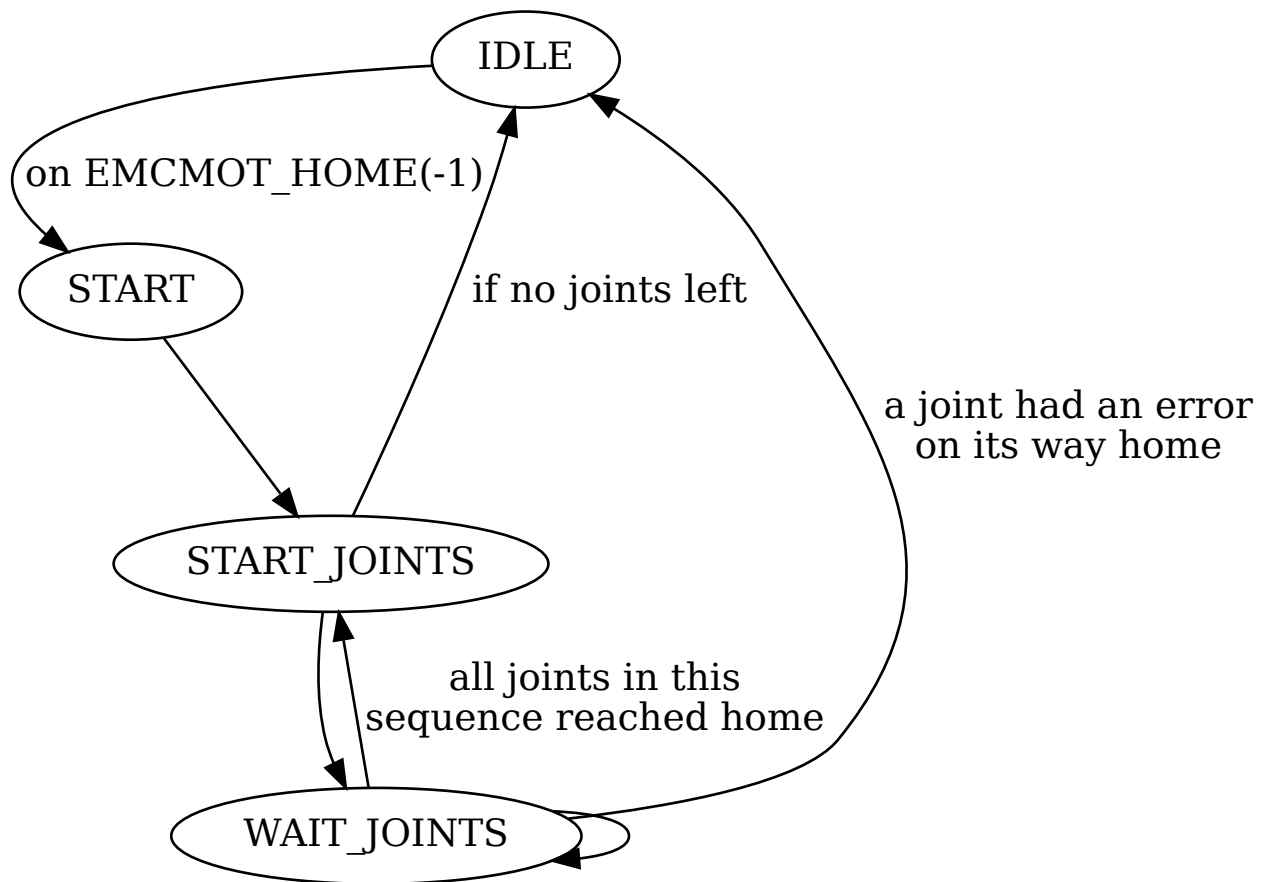 IDLE
on EMCMOT_HOME(-1)
START
if no joints left
a joint had an error
on its way home
START_JOINTS
all joints in this
sequence reached home
WAIT_JOINTS